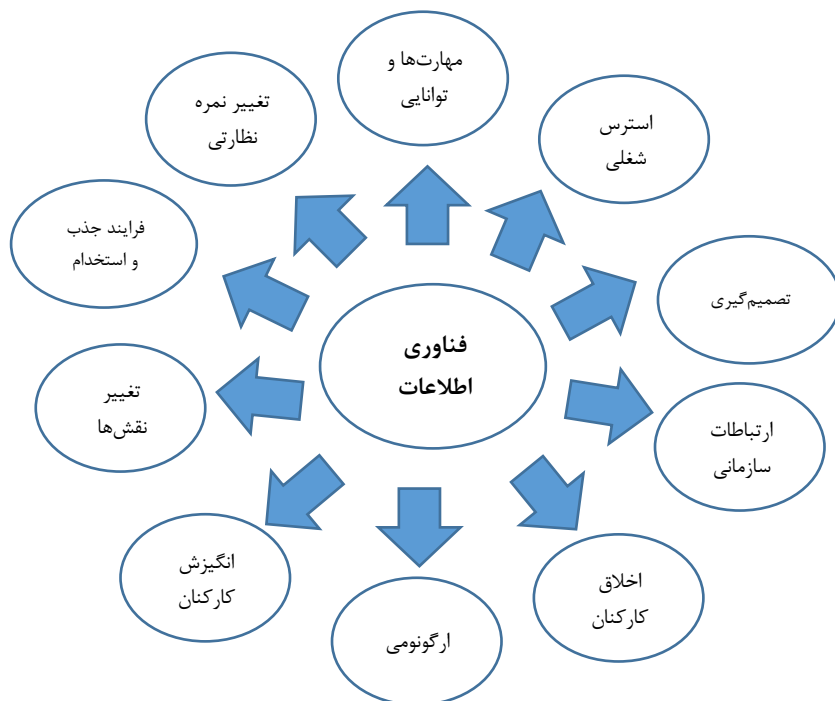 مهارت‌ها و
توانایی
استرس
شغلی
تصمیم‌گیری
ارتباطات
سازمانی
اخلاق
کارکنان
ارگونومی
انگیزش
کارکنان
تغییر
نقش‌ها
فرایند جذب
و استخدام
تغییر نمره
نظارتی
فناوری
اطلاعات